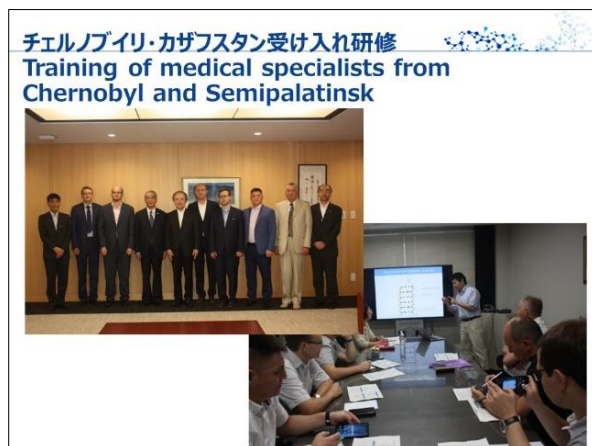 チェルノブイリ・カザフスタン受け入れ研修
Training of medical specialists from
Chernobyl and Semipalatinsk